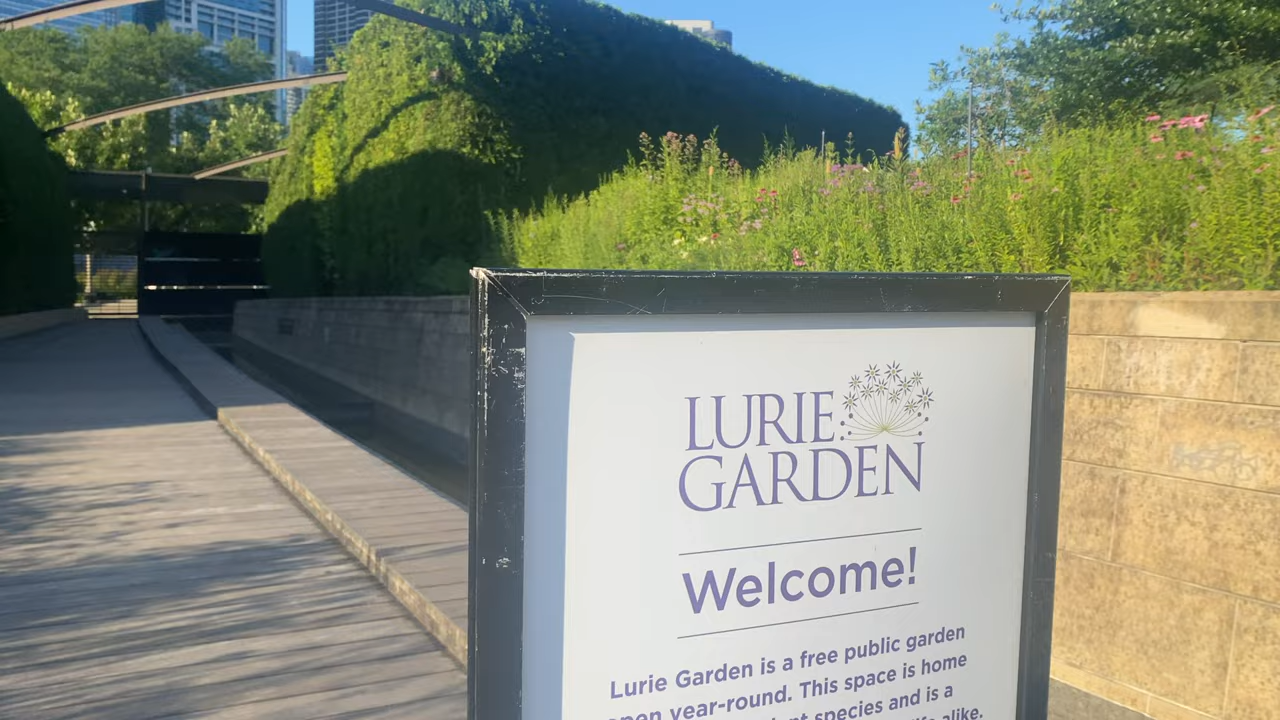 LURIE
GARDEN
Welcome!
Lurie Garden is a free public garden
open year-round. This space is home
species and is a
alike.